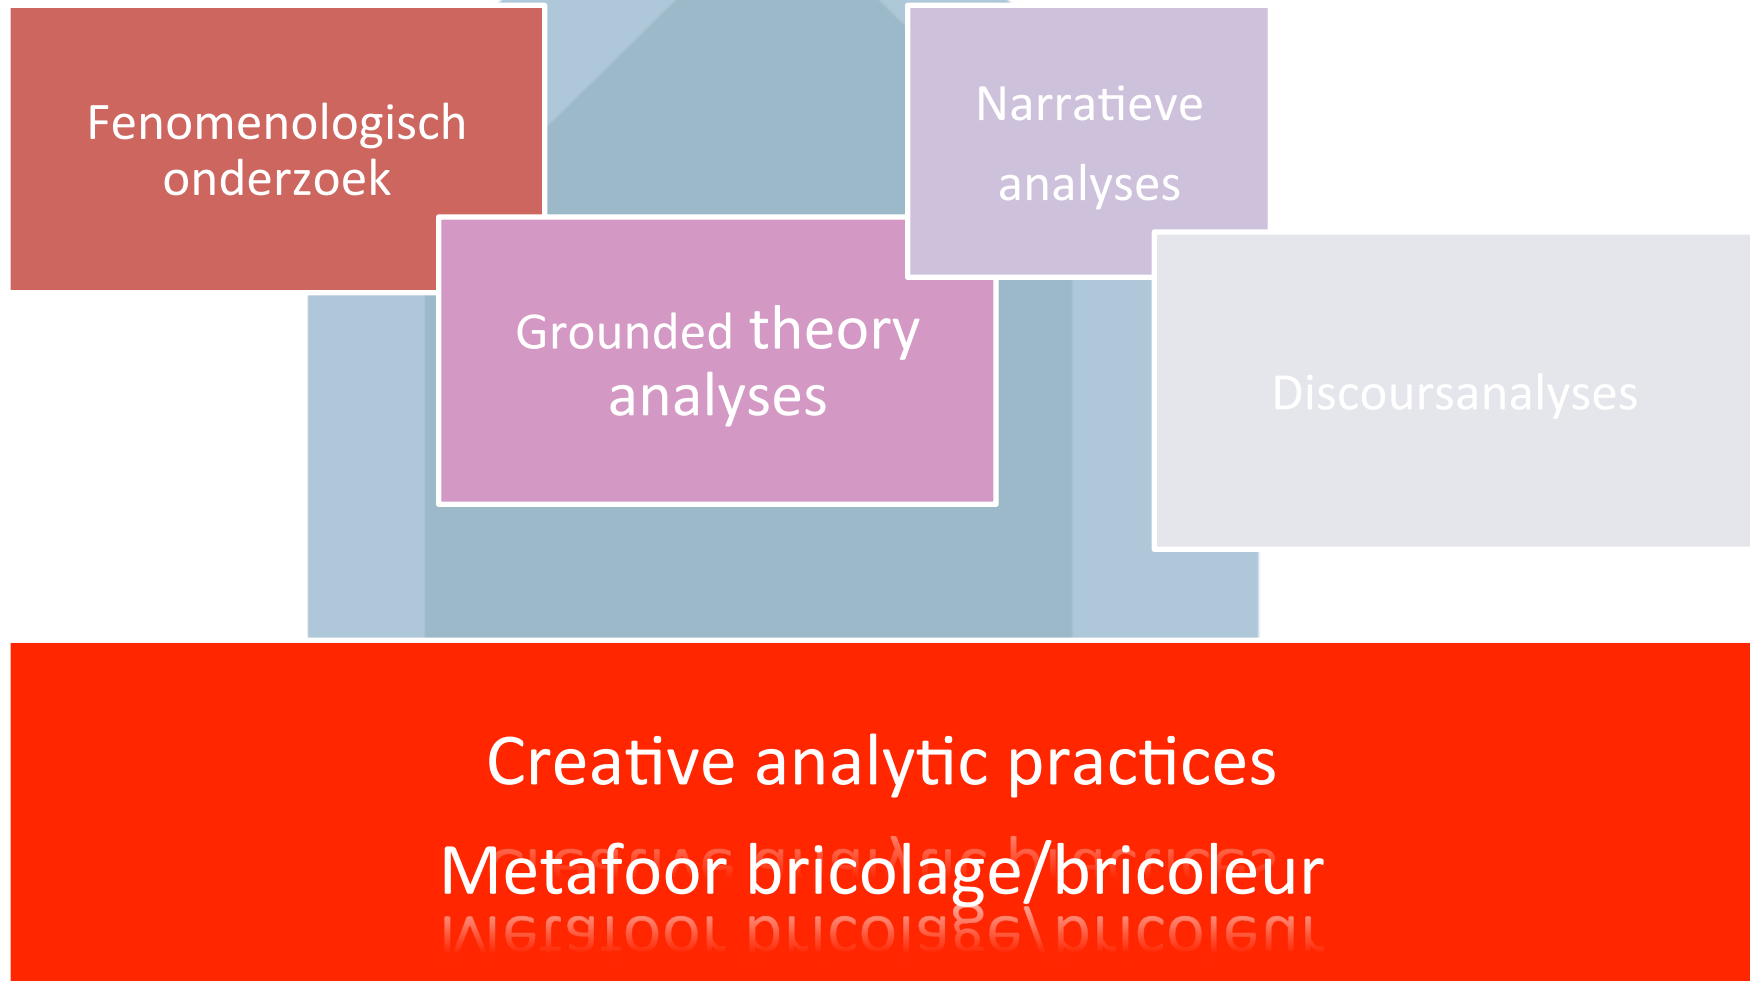 Fenomenologisch
onderzoek
Narratieve
analyses
Grounded theory
analyses
Discoursanalyses
Creative analytic practices
Metafoor bricolage/bricoleur